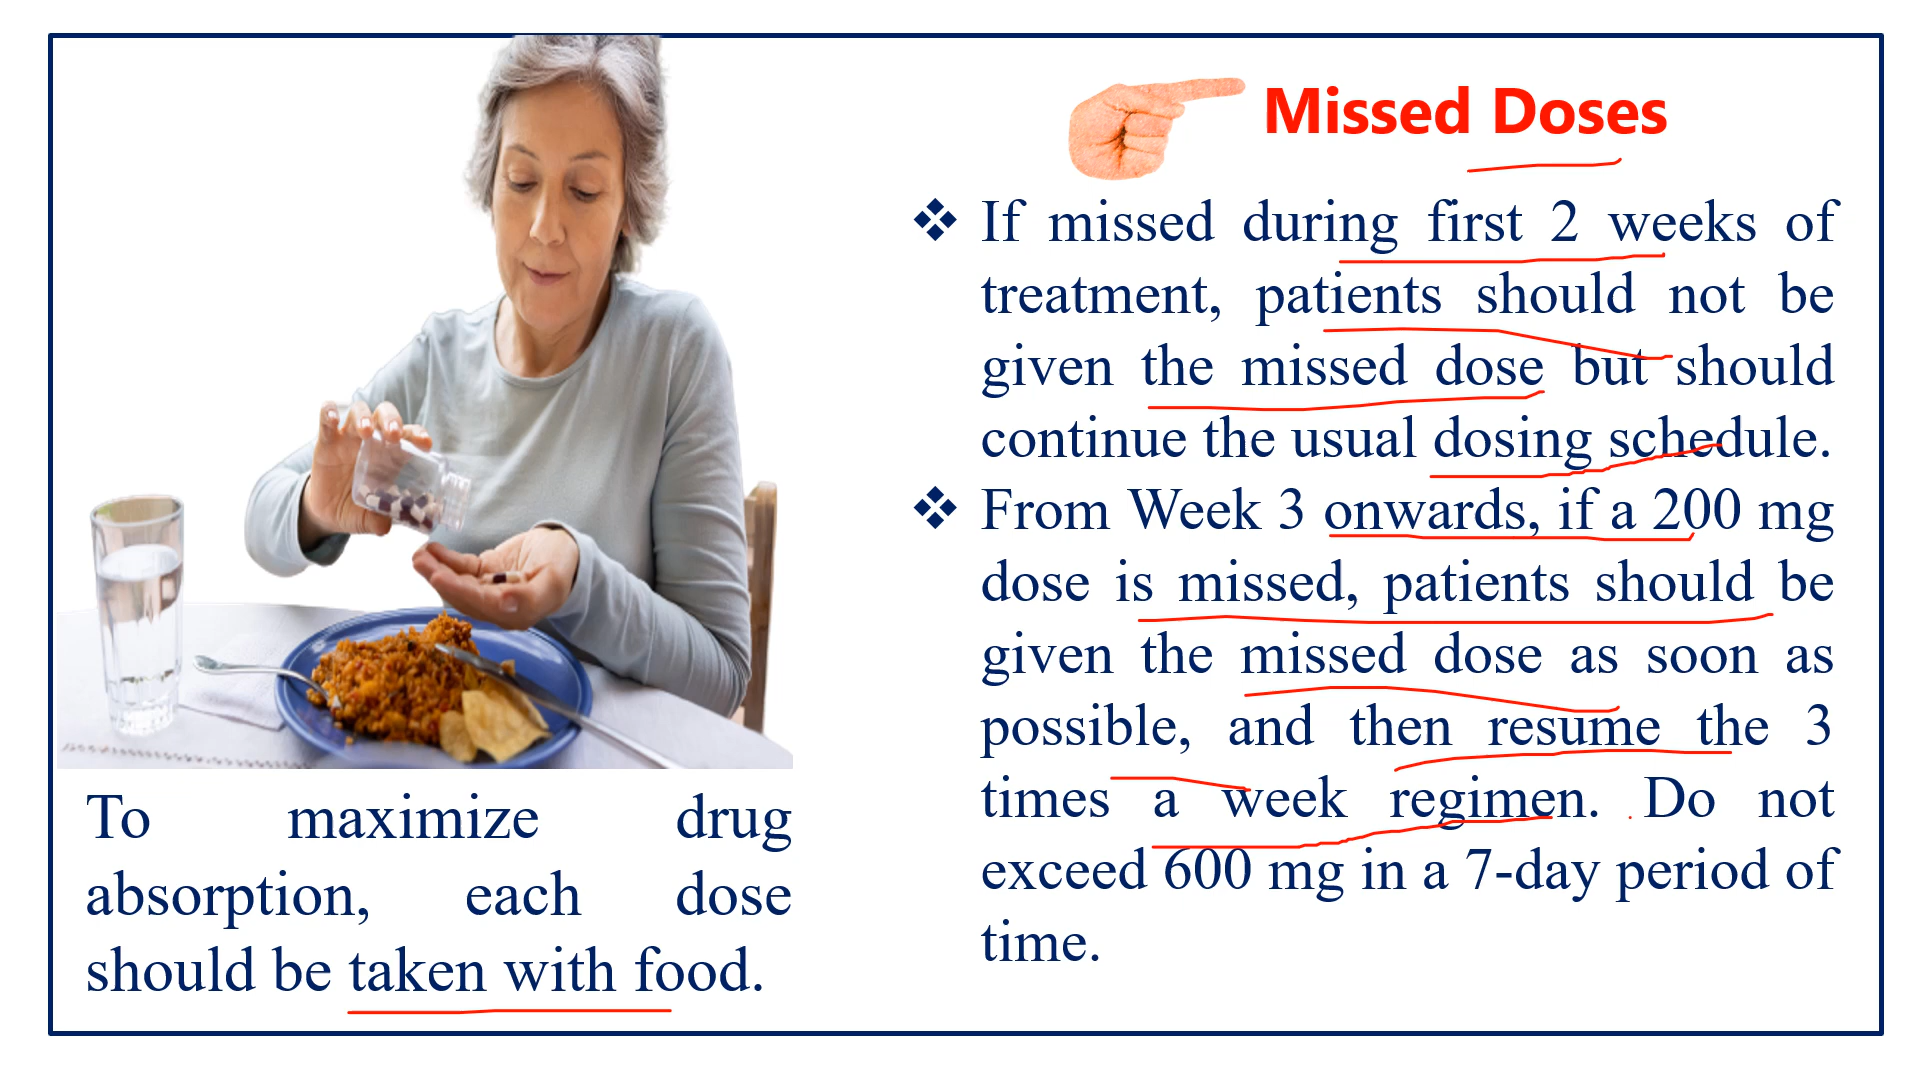 Missed Doses
❖ If missed during first 2 weeks of
treatment, patients should not be
given the missed dose but should
continue the usual dosing schedule.
❖ From Week 3 onwards, if a 200 mg
dose is missed, patients should be
given the missed dose as soon as
possible, and then resume the 3
times a week regimen. Do not
exceed 600 mg in a 7-day period of
time.
To maximize drug
absorption, each dose
should be taken with food.